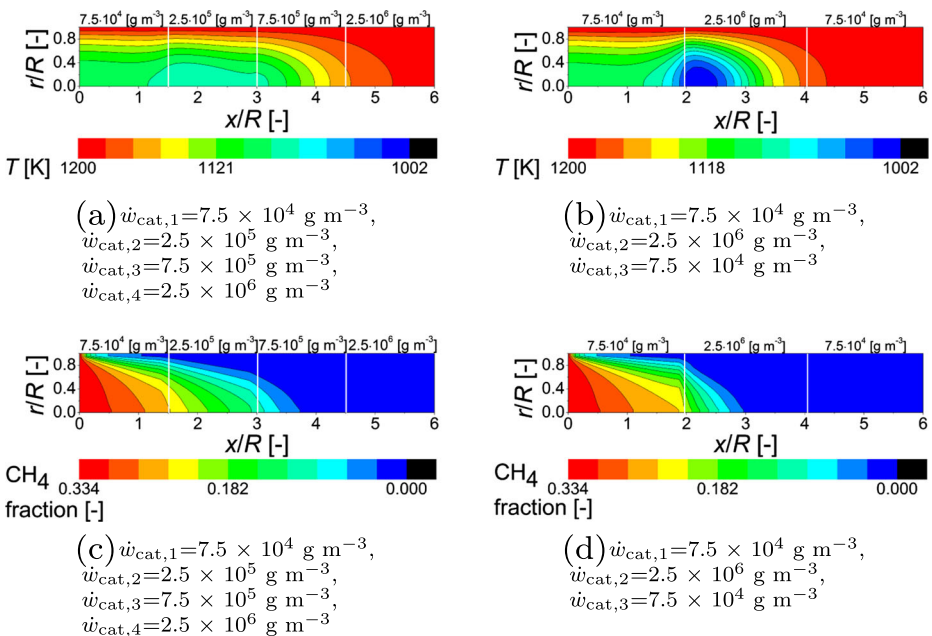 7.5·10⁴ [g m⁻³] 2.5·10⁵ [g m⁻³] 7.5·10⁵ [g m⁻³] 2.5·10⁶ [g m⁻³]
r/R [-]
0.8
0.4
0.0
0 1 2 3 4 5 6
x/R [-]
T [K] 1200 1121 1002
(a) ẇcat,1=7.5 × 10⁴ g m⁻³,
ẇcat,2=2.5 × 10⁵ g m⁻³,
ẇcat,3=7.5 × 10⁵ g m⁻³,
ẇcat,4=2.5 × 10⁶ g m⁻³
7.5·10⁴ [g m⁻³] 2.5·10⁶ [g m⁻³] 7.5·10⁴ [g m⁻³]
r/R [-]
0.8
0.4
0.0
0 1 2 3 4 5 6
x/R [-]
T [K] 1200 1118 1002
(b) ẇcat,1=7.5 × 10⁴ g m⁻³,
ẇcat,2=2.5 × 10⁶ g m⁻³,
ẇcat,3=7.5 × 10⁴ g m⁻³
7.5·10⁴ [g m⁻³] 2.5·10⁵ [g m⁻³] 7.5·10⁵ [g m⁻³] 2.5·10⁶ [g m⁻³]
r/R [-]
0.8
0.4
0.0
0 1 2 3 4 5 6
x/R [-]
CH₄
0.334 0.182 0.000
fraction [-]
(c) ẇcat,1=7.5 × 10⁴ g m⁻³,
ẇcat,2=2.5 × 10⁵ g m⁻³,
ẇcat,3=7.5 × 10⁵ g m⁻³,
ẇcat,4=2.5 × 10⁶ g m⁻³
7.5·10⁴ [g m⁻³] 2.5·10⁶ [g m⁻³] 7.5·10⁴ [g m⁻³]
r/R [-]
0.8
0.4
0.0
0 1 2 3 4 5 6
x/R [-]
CH₄
0.334 0.182 0.000
fraction [-]
(d) ẇcat,1=7.5 × 10⁴ g m⁻³,
ẇcat,2=2.5 × 10⁶ g m⁻³,
ẇcat,3=7.5 × 10⁴ g m⁻³